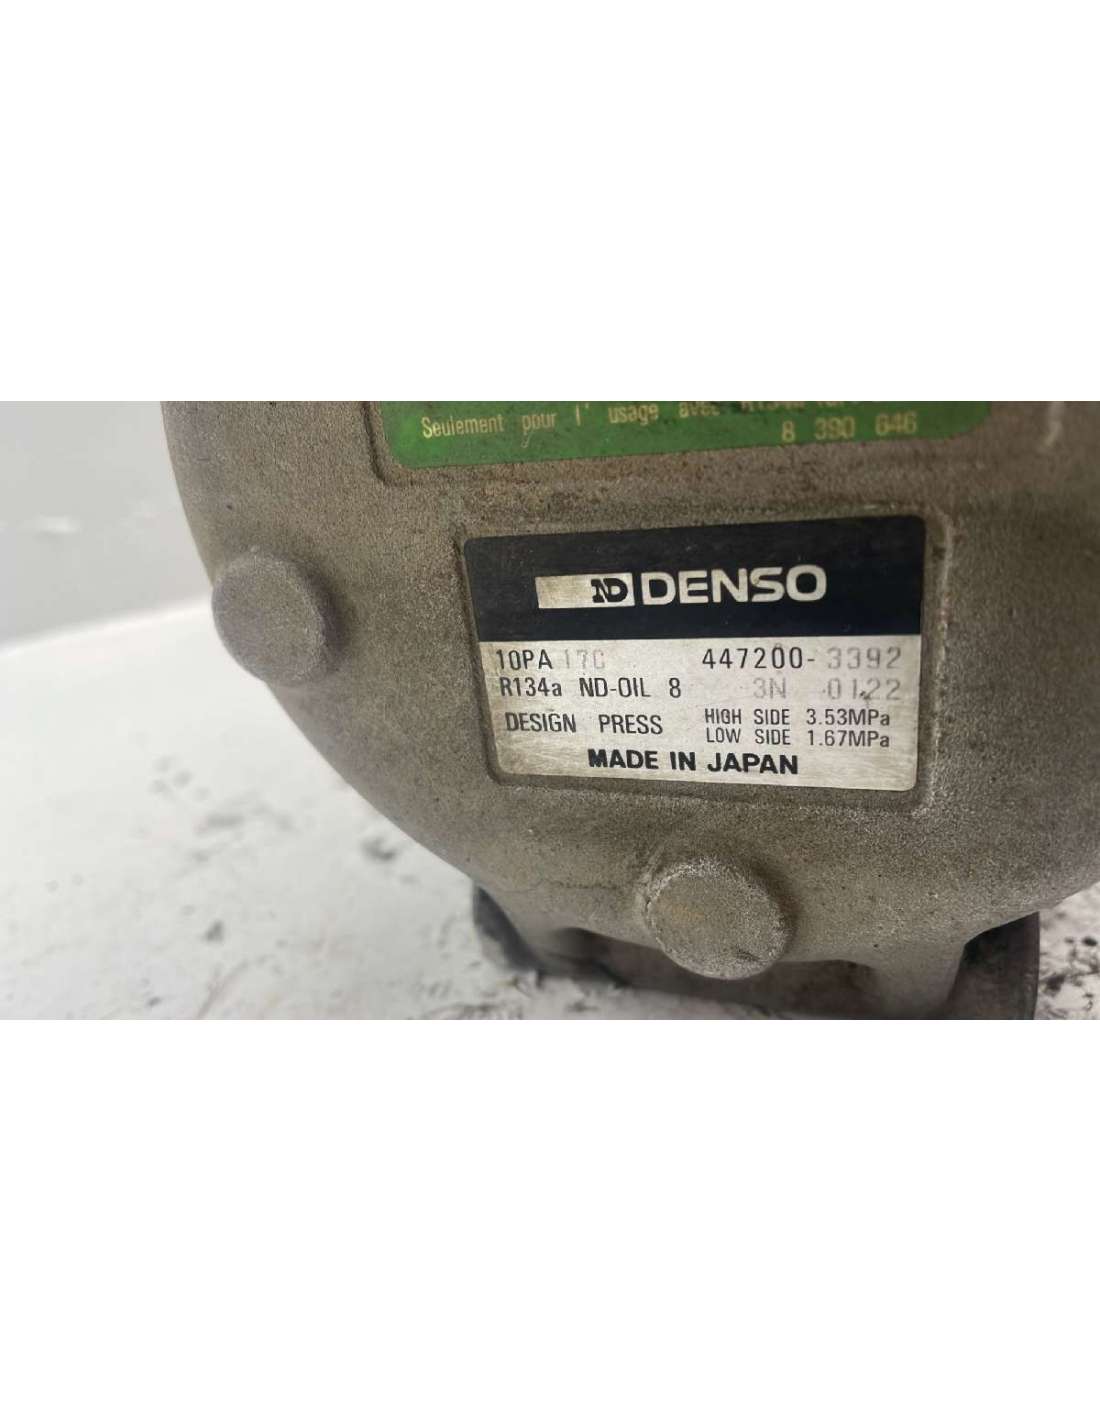 Seulement pour l' usage avec R134a
8 390 646
ND DENSO
10PA 17C 447200-3392
R134a ND-OIL 8 3N 0122
DESIGN PRESS HIGH SIDE 3.53MPa
LOW SIDE 1.67MPa
MADE IN JAPAN